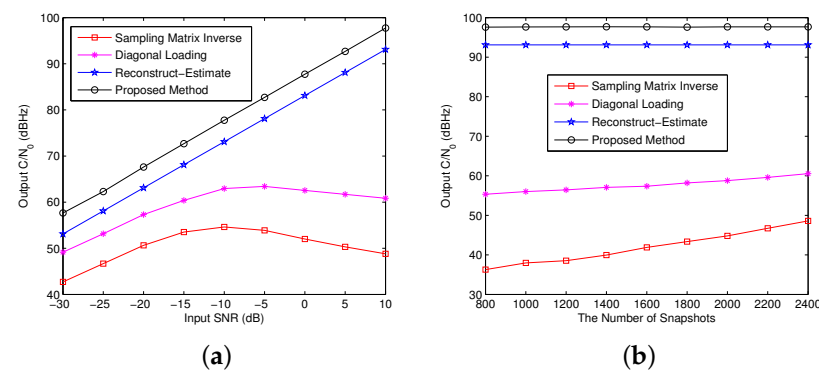 100
90
80
70
60
50
40
Output C/N0 (dBHz)
Sampling Matrix Inverse
Diagonal Loading
Reconstruct−Estimate
Proposed Method
−30 −25 −20 −15 −10 −5 0 5 10
Input SNR (dB)
(a)
100
90
80
70
60
50
40
30
Output C/N0 (dBHz)
Sampling Matrix Inverse
Diagonal Loading
Reconstruct−Estimate
Proposed Method
800 1000 1200 1400 1600 1800 2000 2200 2400
The Number of Snapshots
(b)